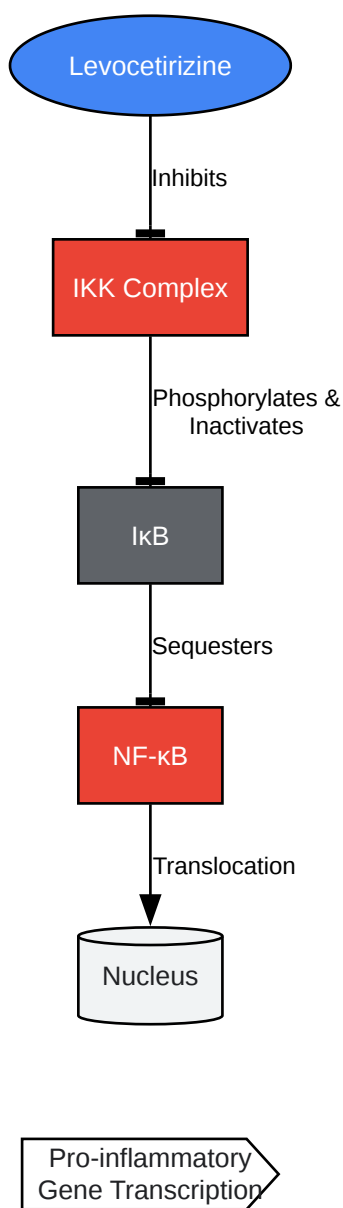 Levocetirizine
Inhibits
IKK Complex
Phosphorylates &
Inactivates
IκB
Sequesters
NF-κB
Translocation
Nucleus
Pro-inflammatory
Gene Transcription